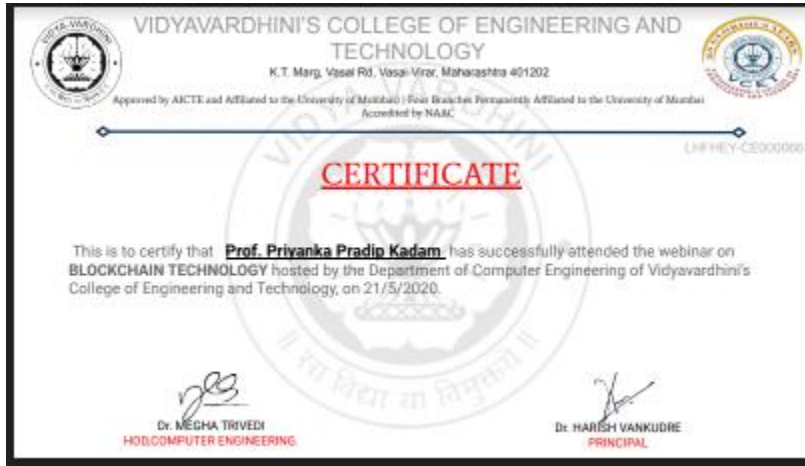 VIDYAVARDHINI'S COLLEGE OF ENGINEERING AND
TECHNOLOGY
K.T. Marg, Vasai Rd, Vasai-Virar, Maharashtra 401202
Approved by AICTE and Affiliated to the University of Mumbai | Four Branches Permanently Affiliated to the University of Mumbai
Accredited by NAAC
CERTIFICATE
This is to certify that Prof. Priyanka Pradip Kadam has successfully attended the webinar on
BLOCKCHAIN TECHNOLOGY hosted by the Department of Computer Engineering of Vidyavardhini's
College of Engineering and Technology, on 21/5/2020.
VIDYA VARDHINI
॥ सा विद्या या विमुक्तये ॥
Dr. MEGHA TRIVEDI
HOD,COMPUTER ENGINEERING.
Dr. HARISH VANKUDRE
PRINCIPAL